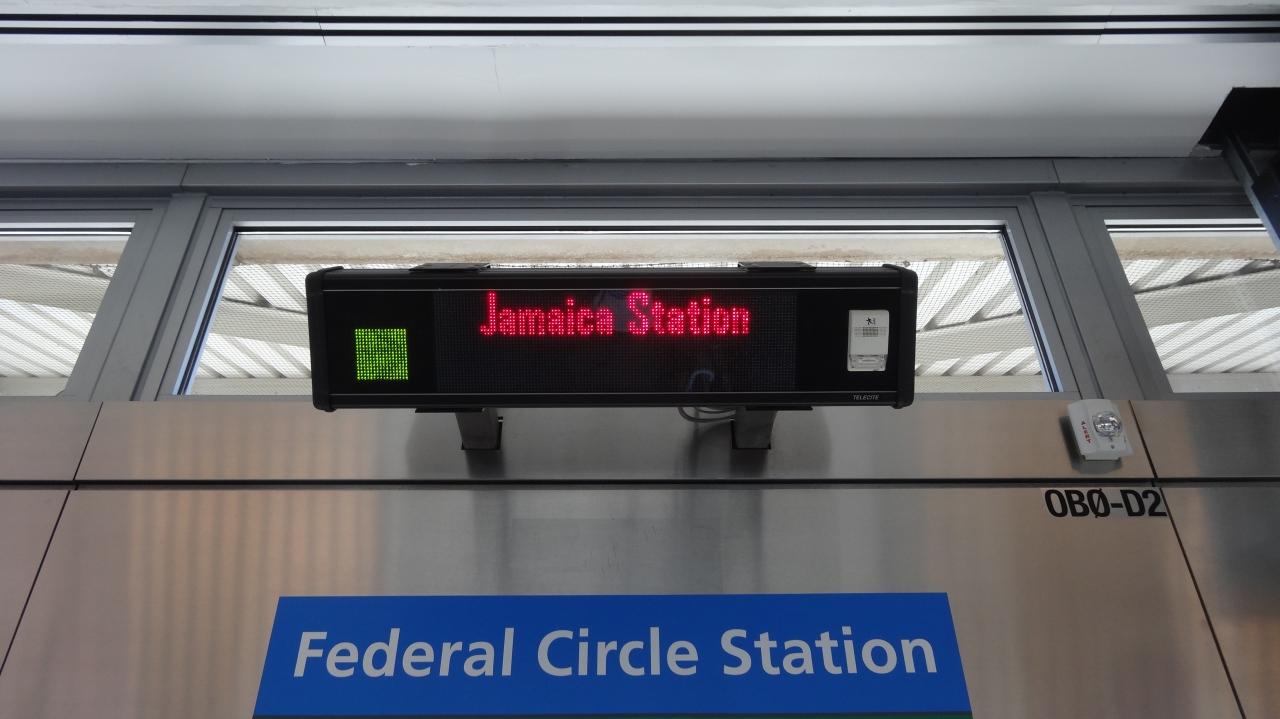 Jamaica Station
TELECITE
OBØ-D2
Federal Circle Station